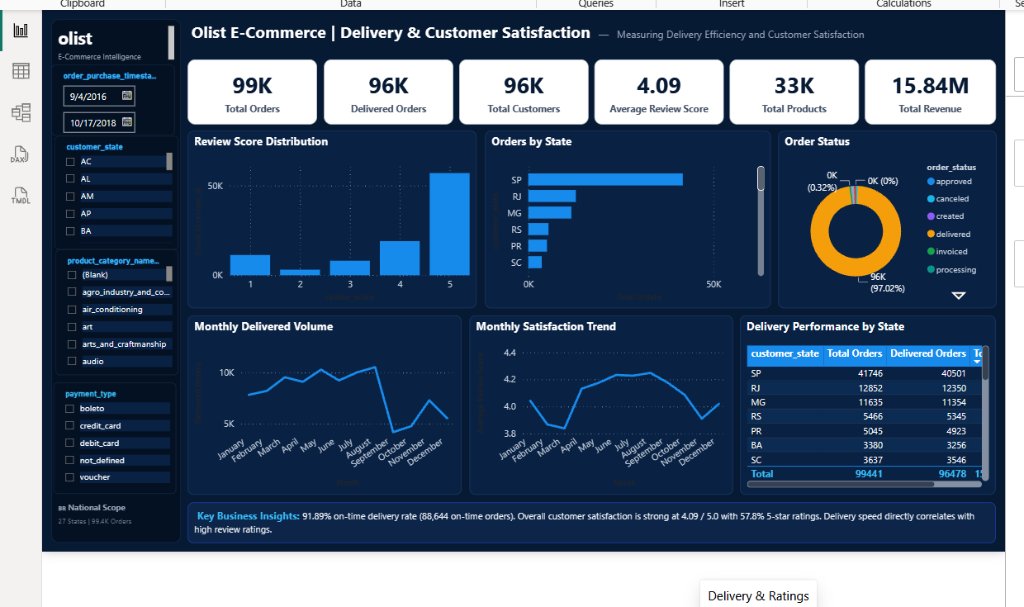 Clipboard
Data
Queries
Insert
Calculations
olist
E-Commerce Intelligence
order_purchase_timesta...
9/4/2016
10/17/2018
customer_state
AC
AL
AM
AP
BA
product_category_name...
(Blank)
agro_industry_and_co...
air_conditioning
art
arts_and_craftmanship
audio
payment_type
boleto
credit_card
debit_card
not_defined
voucher
BR National Scope
27 States | 99.4K Orders
Olist E-Commerce | Delivery & Customer Satisfaction — Measuring Delivery Efficiency and Customer Satisfaction
99K
Total Orders
96K
Delivered Orders
96K
Total Customers
4.09
Average Review Score
33K
Total Products
15.84M
Total Revenue
Review Score Distribution
50K
0K
1 2 3 4 5
Orders by State
SP
RJ
MG
RS
PR
SC
0K 50K
Order Status
0K
(0.32%)
0K (0%)
96K
(97.02%)
order_status
approved
canceled
created
delivered
invoiced
processing
Monthly Delivered Volume
10K
5K
January
February
March
April
May
June
July
August
September
October
November
December
Monthly Satisfaction Trend
4.4
4.2
4.0
3.8
January
February
March
April
May
June
July
August
September
October
November
December
Delivery Performance by State
customer_state Total Orders Delivered Orders
SP 41746 40501
RJ 12852 12350
MG 11635 11354
RS 5466 5345
PR 5045 4923
BA 3380 3256
SC 3637 3546
Total 99441 96478
Key Business Insights: 91.89% on-time delivery rate (88,644 on-time orders). Overall customer satisfaction is strong at 4.09 / 5.0 with 57.8% 5-star ratings. Delivery speed directly correlates with
high review ratings.
Delivery & Ratings
DAX
TMDL